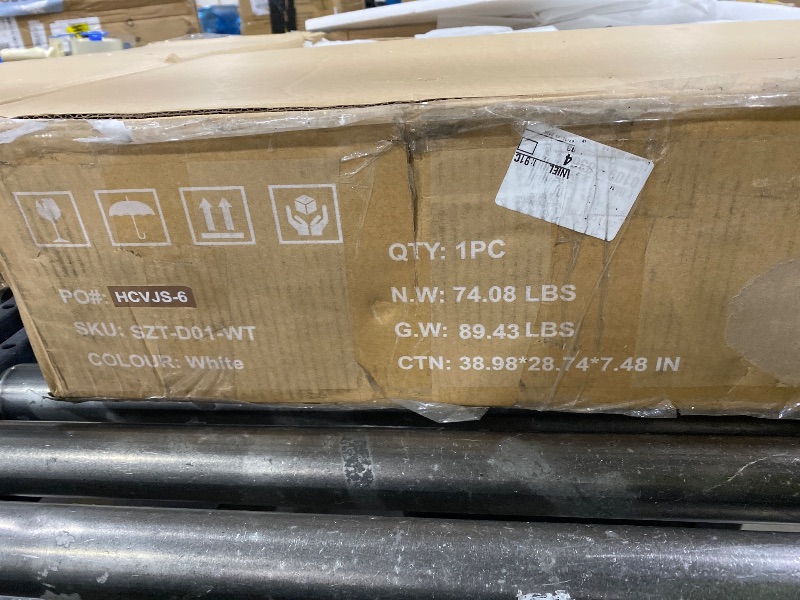 QTY: 1PC
PO#: HCVJS-6
N.W: 74.08 LBS
SKU: SZT-D01-WT
G.W: 89.43 LBS
COLOUR: White
CTN: 38.98*28.74*7.48 IN